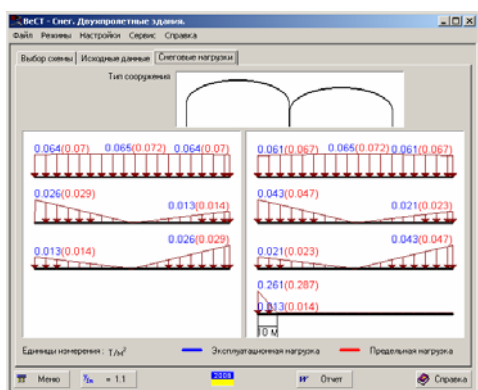 ВеСТ - Снег. Двухпролетные здания.
Файл Режимы Настройки Сервис Справка
Выбор схемы Исходные данные Снеговые нагрузки
Тип сооружения
0.064(0.07) 0.065(0.072) 0.064(0.07)
0.026(0.029)
0.013(0.014)
0.026(0.029)
0.013(0.014)
0.061(0.067) 0.065(0.072) 0.061(0.067)
0.043(0.047)
0.021(0.023)
0.043(0.047)
0.021(0.023)
0.261(0.287)
0.013(0.014)
10 м
Единицы измерения : Т/м²
Эксплуатационная нагрузка
Предельная нагрузка
Меню
= 1.1
2008
Отчет
Справка